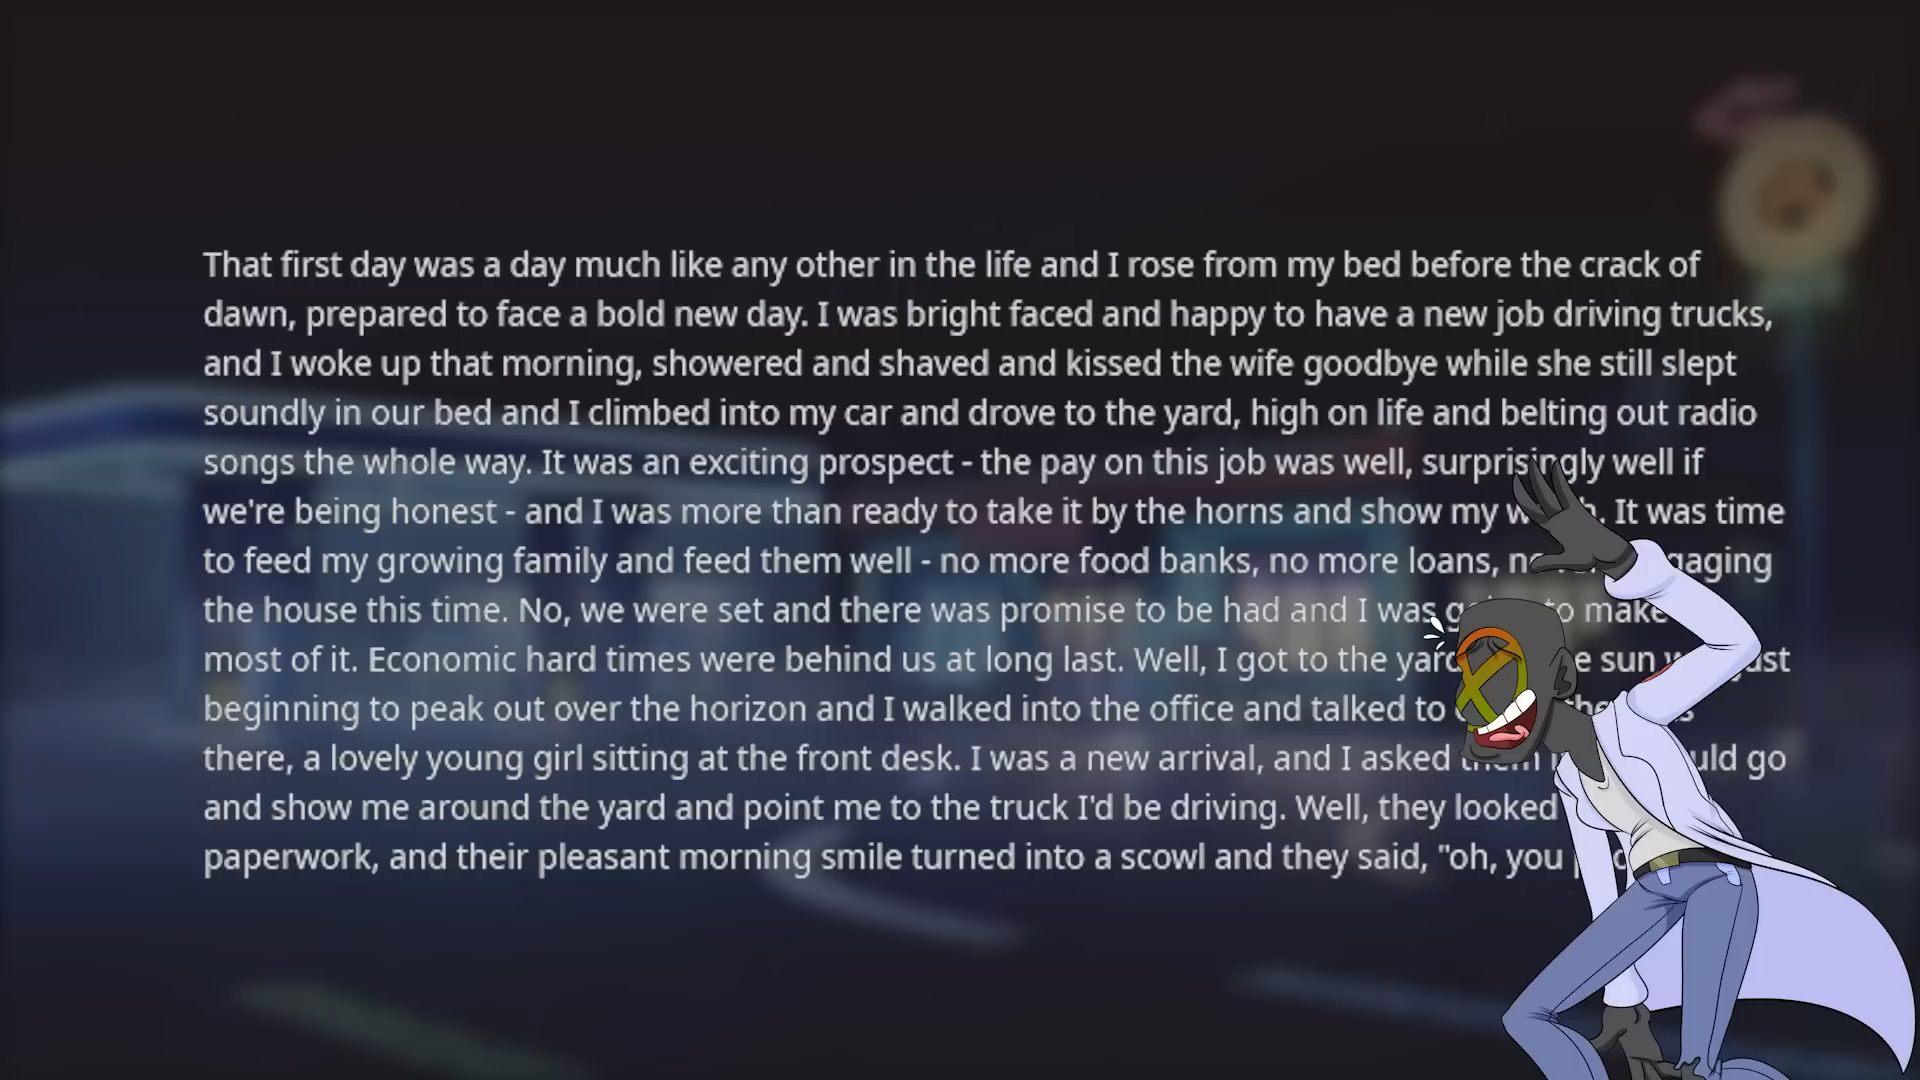 That first day was a day much like any other in the life and I rose from my bed before the crack of
dawn, prepared to face a bold new day. I was bright faced and happy to have a new job driving trucks,
and I woke up that morning, showered and shaved and kissed the wife goodbye while she still slept
soundly in our bed and I climbed into my car and drove to the yard, high on life and belting out radio
songs the whole way. It was an exciting prospect - the pay on this job was well, surprisingly well if
we're being honest - and I was more than ready to take it by the horns and show my It was time
to feed my growing family and feed them well - no more food banks, no more loans,
the house this time. No, we were set and there was promise to be had and I was to make
most of it. Economic hard times were behind us at long last. Well, I got to the sun just
beginning to peak out over the horizon and I walked into the office and talked to
there, a lovely young girl sitting at the front desk. I was a new arrival, and I asked them go
and show me around the yard and point me to the truck I'd be driving. Well, they looked
paperwork, and their pleasant morning smile turned into a scowl and they said, "oh, you